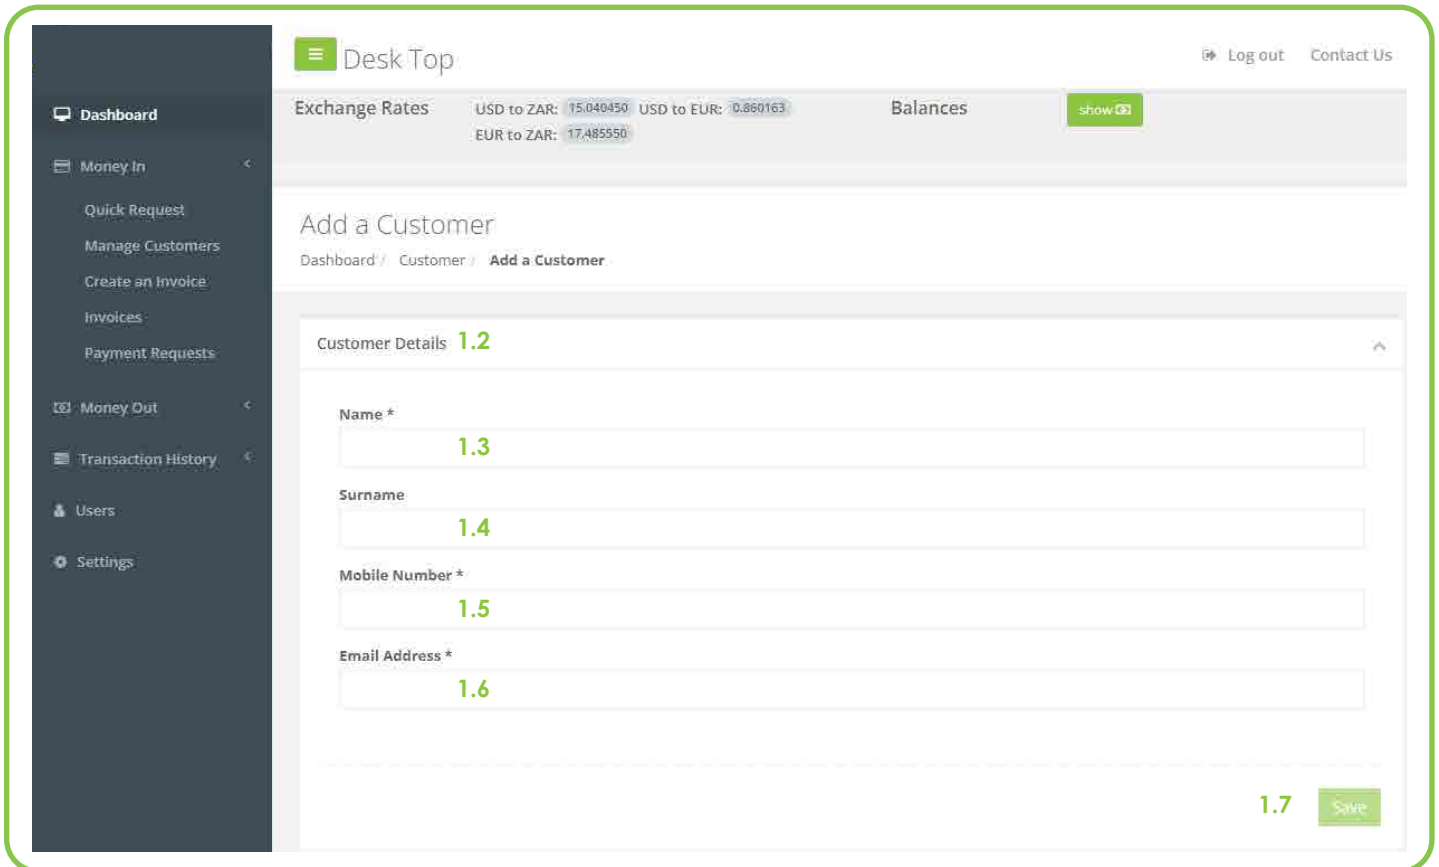 Desk Top
Log out Contact Us
Dashboard
Money In
Quick Request
Manage Customers
Create an Invoice
Invoices
Payment Requests
Money Out
Transaction History
Users
Settings
Exchange Rates USD to ZAR: 15.040450 USD to EUR: 0.860163 Balances show
EUR to ZAR: 17.485550
Add a Customer
Dashboard / Customer / Add a Customer
Customer Details 1.2
Name *
1.3
Surname
1.4
Mobile Number *
1.5
Email Address *
1.6
1.7 Save